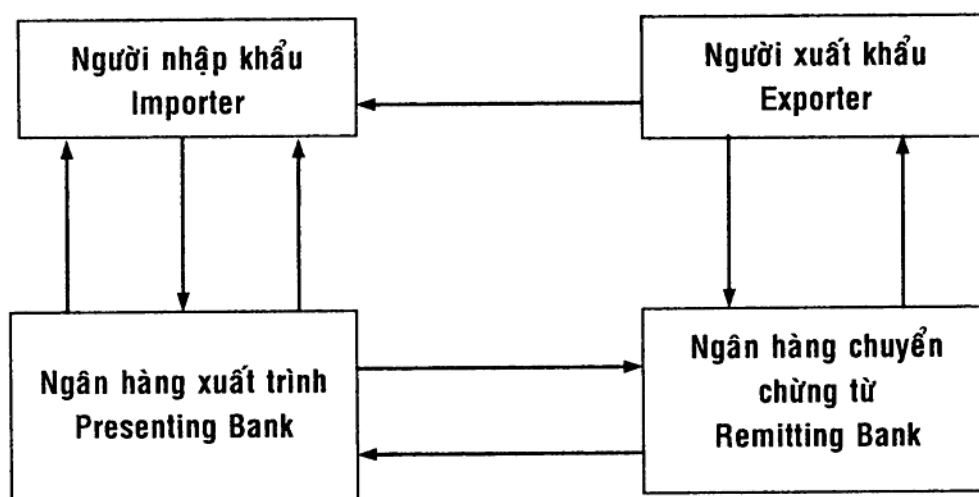 Người nhập khẩu
Importer
Người xuất khẩu
Exporter
Ngân hàng xuất trình
Presenting Bank
Ngân hàng chuyển
chừng từ
Remitting Bank